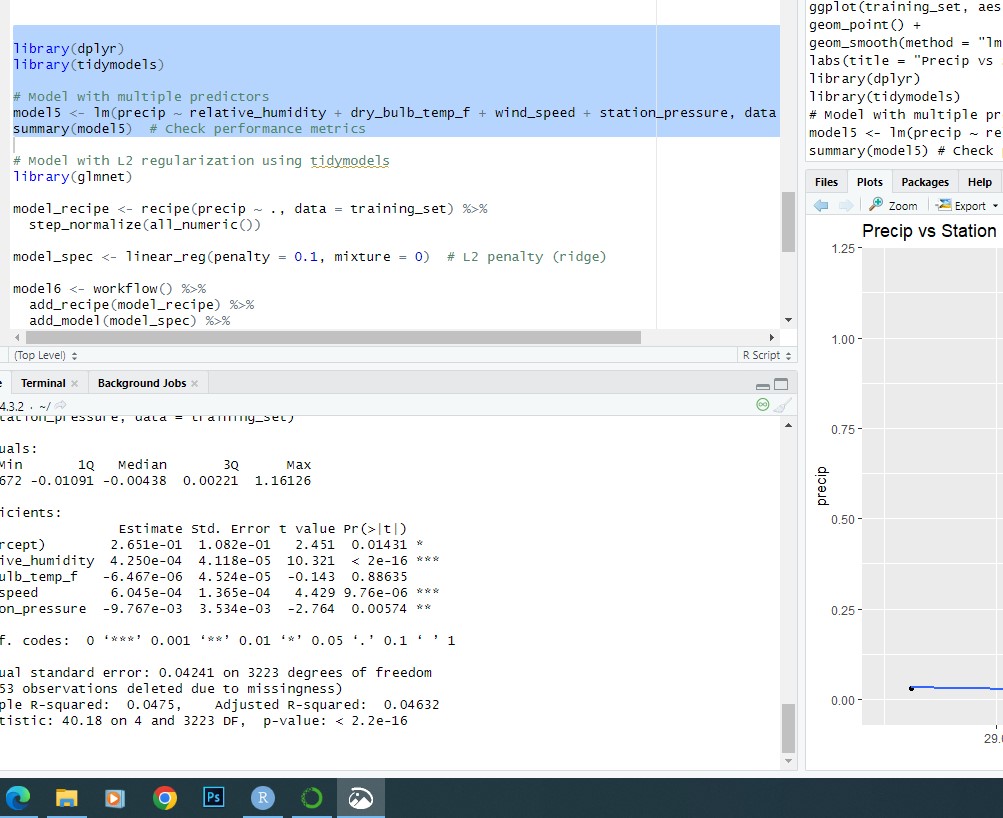 library(dplyr)
library(tidymodels)
# Model with multiple predictors
model5 <- lm(precip ~ relative_humidity + dry_bulb_temp_f + wind_speed + station_pressure, data
summary(model5)  # Check performance metrics
# Model with L2 regularization using tidymodels
library(glmnet)
model_recipe <- recipe(precip ~ ., data = training_set) %>%
  step_normalize(all_numeric())
model_spec <- linear_reg(penalty = 0.1, mixture = 0)  # L2 penalty (ridge)
model6 <- workflow() %>%
  add_recipe(model_recipe) %>%
  add_model(model_spec) %>%
(Top Level)
R Script
Terminal
Background Jobs
4.3.2 · ~/
tation_pressure, data = training_set)
uals:
Min 1Q Median 3Q Max
672 -0.01091 -0.00438 0.00221 1.16126
icients:
Estimate Std. Error t value Pr(>|t|)
rcept) 2.651e-01 1.082e-01 2.451 0.01431 *
ive_humidity 4.250e-04 4.118e-05 10.321 < 2e-16 ***
ulb_temp_f -6.467e-06 4.524e-05 -0.143 0.88635
speed 6.045e-04 1.365e-04 4.429 9.76e-06 ***
on_pressure -9.767e-03 3.534e-03 -2.764 0.00574 **
f. codes: 0 ‘***’ 0.001 ‘**’ 0.01 ‘*’ 0.05 ‘.’ 0.1 ‘ ’ 1
ual standard error: 0.04241 on 3223 degrees of freedom
53 observations deleted due to missingness)
ple R-squared: 0.0475, Adjusted R-squared: 0.04632
tistic: 40.18 on 4 and 3223 DF, p-value: < 2.2e-16
ggplot(training_set, aes
geom_point() +
geom_smooth(method = "lm
labs(title = "Precip vs
library(dplyr)
library(tidymodels)
# Model with multiple pr
model5 <- lm(precip ~ re
summary(model5) # Check
Files
Plots
Packages
Help
Zoom
Export
Precip vs Station
1.25
1.00
0.75
0.50
0.25
0.00
precip
29.0
Ps
R